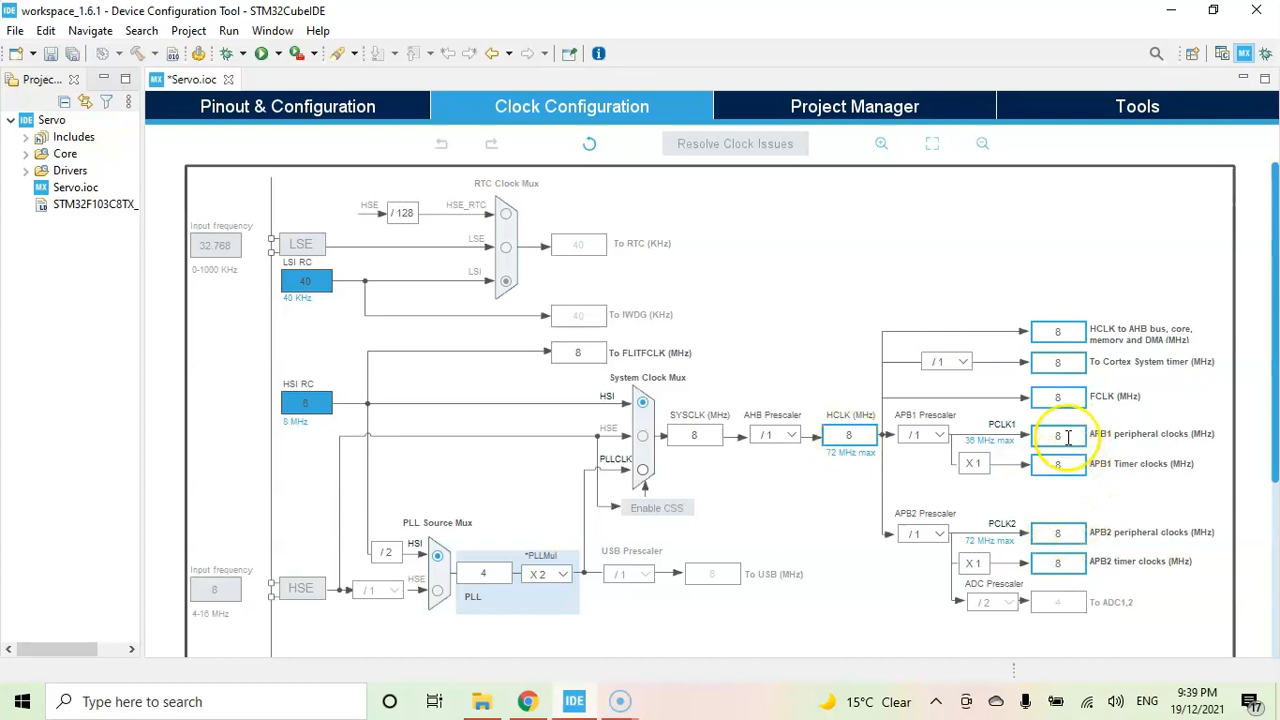 workspace_1.6.1 - Device Configuration Tool - STM32CubeIDE
File Edit Navigate Search Project Run Window Help
Projec...
*Servo.ioc
Servo
Includes
Core
Drivers
Servo.ioc
STM32F103C8TX_
Pinout & Configuration
Clock Configuration
Project Manager
Tools
Resolve Clock Issues
RTC Clock Mux
HSE
/ 128
HSE_RTC
Input frequency
32.768
0-1000 KHz
LSE
LSE
40
To RTC (KHz)
LSI RC
40
40 KHz
LSI
40
To IWDG (KHz)
8
To FLITFCLK (MHz)
System Clock Mux
HSI RC
8
8 MHz
HSI
HSE
PLLCLK
SYSCLK (MHz)
8
AHB Prescaler
/ 1
HCLK (MHz)
8
72 MHz max
Enable CSS
8
HCLK to AHB bus, core,
memory and DMA (MHz)
/ 1
8
To Cortex System timer (MHz)
8
FCLK (MHz)
APB1 Prescaler
/ 1
PCLK1
36 MHz max
8
APB1 peripheral clocks (MHz)
X 1
8
APB1 Timer clocks (MHz)
APB2 Prescaler
/ 1
PCLK2
72 MHz max
8
APB2 peripheral clocks (MHz)
X 1
8
APB2 timer clocks (MHz)
ADC Prescaler
/ 2
4
To ADC1,2
PLL Source Mux
/ 2
HSI
4
*PLLMul
X 2
PLL
USB Prescaler
/ 1
8
To USB (MHz)
Input frequency
8
4-16 MHz
HSE
/ 1
HSE
Type here to search
15°C Clear
ENG
9:39 PM
19/12/2021
17